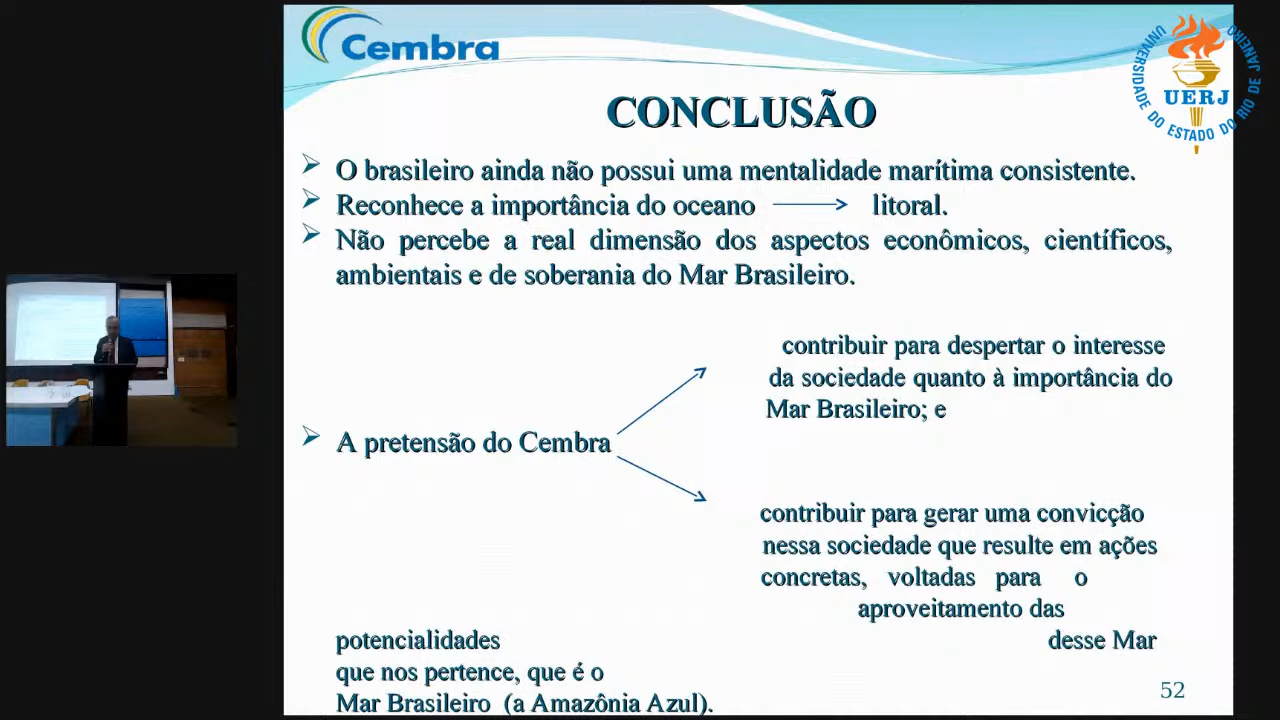 Cembra
UNIVERSIDADE DO ESTADO DO RIO DE JANEIRO
UERJ
CONCLUSÃO
O brasileiro ainda não possui uma mentalidade marítima consistente.
Reconhece a importância do oceano litoral.
Não percebe a real dimensão dos aspectos econômicos, científicos,
ambientais e de soberania do Mar Brasileiro.
contribuir para despertar o interesse
da sociedade quanto à importância do
Mar Brasileiro; e
A pretensão do Cembra
contribuir para gerar uma convicção
nessa sociedade que resulte em ações
concretas, voltadas para o
aproveitamento das
potencialidades desse Mar
que nos pertence, que é o
Mar Brasileiro (a Amazônia Azul).
52